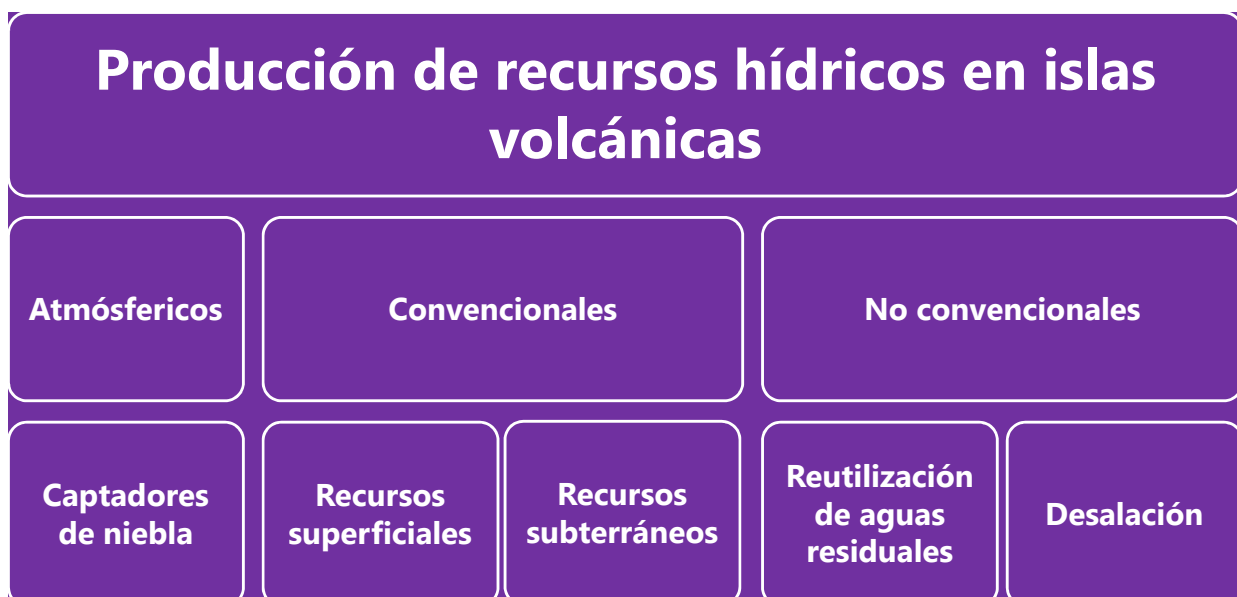 Producción de recursos hídricos en islas
volcánicas
Atmósfericos
Convencionales
No convencionales
Captadores
de niebla
Recursos
superficiales
Recursos
subterráneos
Reutilización
de aguas
residuales
Desalación